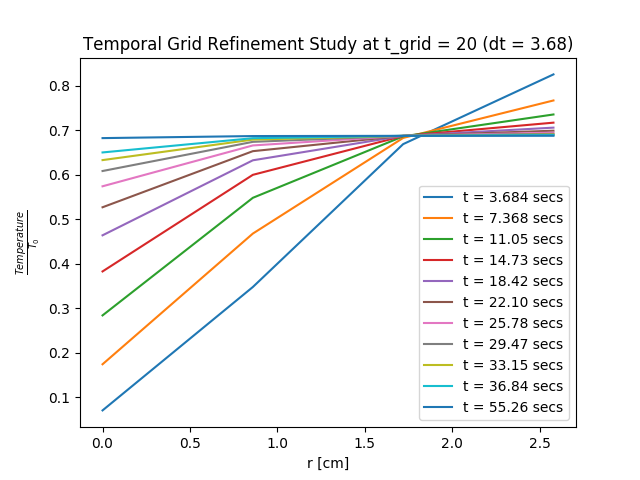 Temporal Grid Refinement Study at t_grid = 20 (dt = 3.68)
0.8
0.7
0.6
0.5
0.4
0.3
0.2
0.1
Temperature
T0
t = 3.684 secs
t = 7.368 secs
t = 11.05 secs
t = 14.73 secs
t = 18.42 secs
t = 22.10 secs
t = 25.78 secs
t = 29.47 secs
t = 33.15 secs
t = 36.84 secs
t = 55.26 secs
0.0 0.5 1.0 1.5 2.0 2.5
r [cm]